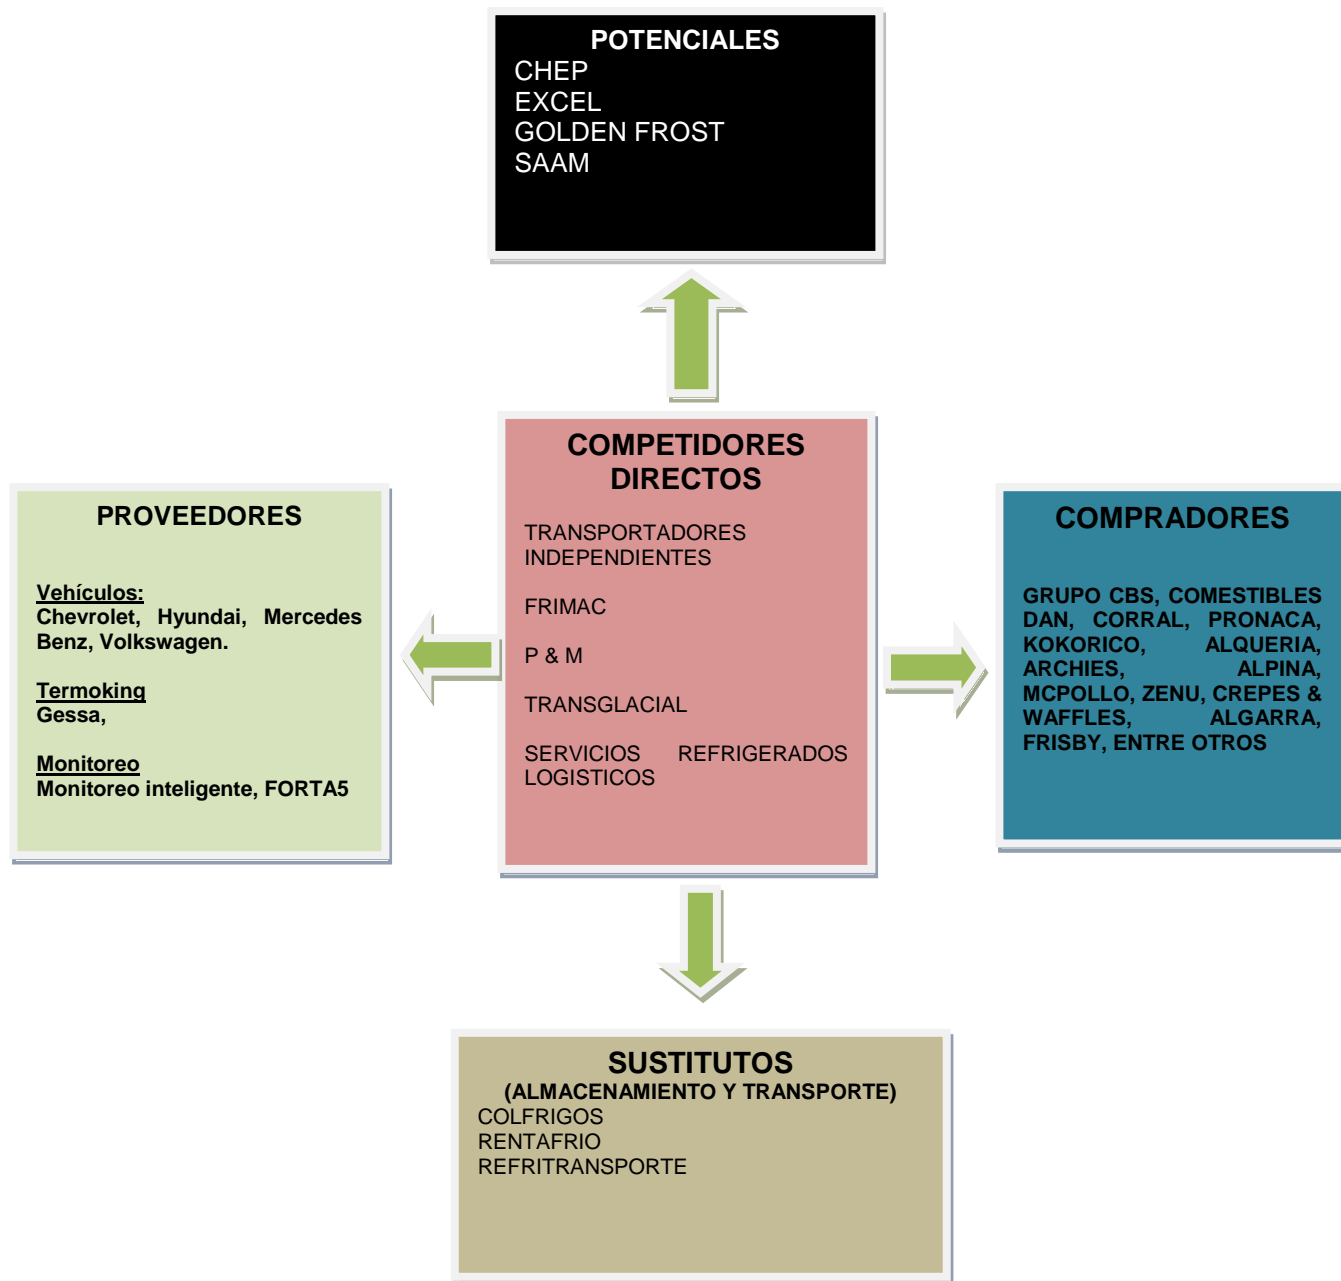 POTENCIALES
CHEP
EXCEL
GOLDEN FROST
SAAM
COMPETIDORES
DIRECTOS
TRANSPORTADORES
INDEPENDIENTES
FRIMAC
P & M
TRANSGLACIAL
SERVICIOS REFRIGERADOS
LOGISTICOS
PROVEEDORES
Vehículos:
Chevrolet, Hyundai, Mercedes
Benz, Volkswagen.
Termoking
Gessa,
Monitoreo
Monitoreo inteligente, FORTA5
COMPRADORES
GRUPO CBS, COMESTIBLES
DAN, CORRAL, PRONACA,
KOKORICO, ALQUERIA,
ARCHIES, ALPINA,
MCPOLLO, ZENU, CREPES &
WAFFLES, ALGARRA,
FRISBY, ENTRE OTROS
SUSTITUTOS
(ALMACENAMIENTO Y TRANSPORTE)
COLFRIGOS
RENTAFRIO
REFRITRANSPORTE